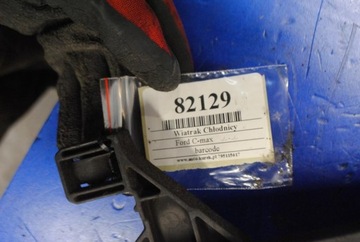 82129
Wiatrak Chłodnicy
Ford C-max
barcode